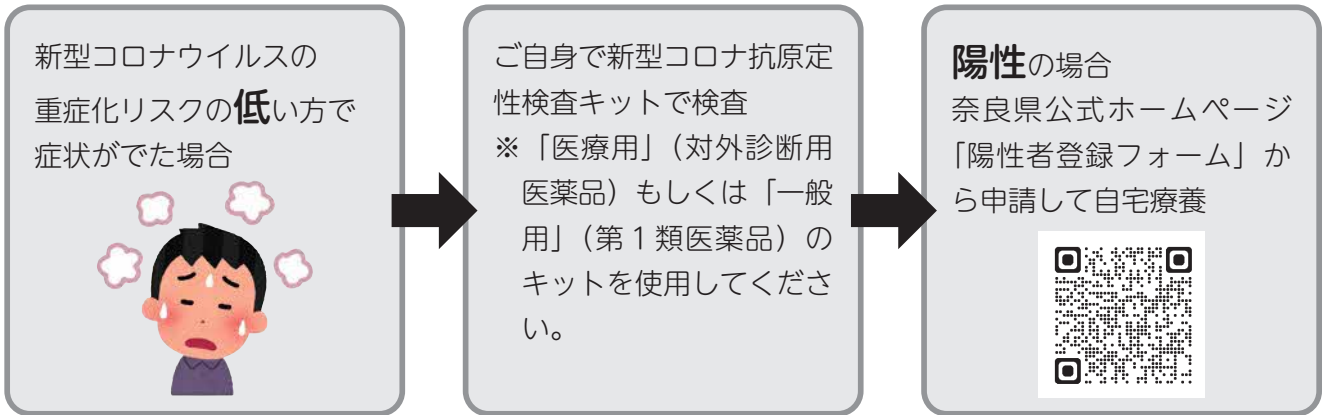 新型コロナウイルスの
重症化リスクの低い方で
症状がでた場合
ご自身で新型コロナ抗原定
性検査キットで検査
※「医療用」（対外診断用
医薬品）もしくは「一般
用」（第１類医薬品）の
キットを使用してくださ
い。
陽性の場合
奈良県公式ホームページ
「陽性者登録フォーム」か
ら申請して自宅療養